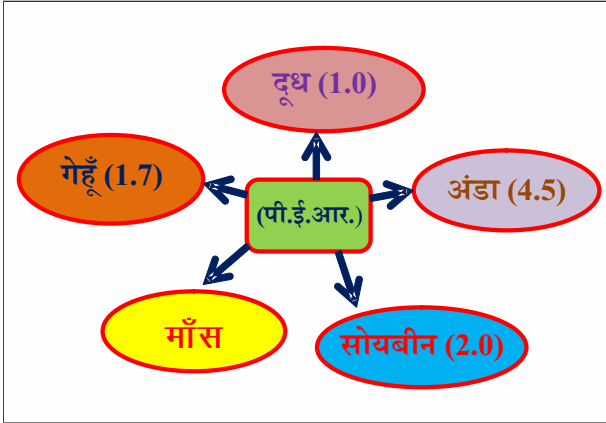 दूध (1.0)
गेहूँ (1.7)
अंडा (4.5)
(पी.ई.आर.)
माँस
सोयबीन (2.0)